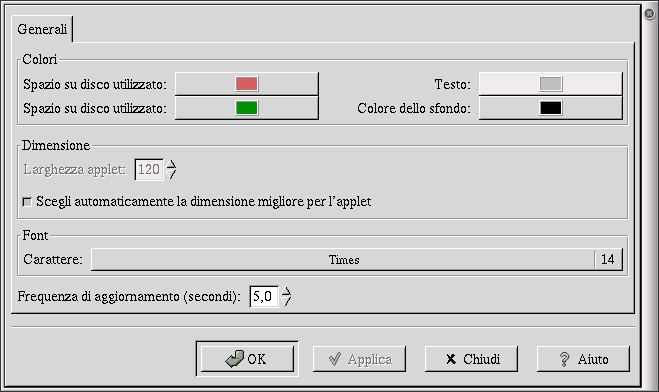 Generali
Colori
Spazio su disco utilizzato: Testo:
Spazio su disco utilizzato: Colore dello sfondo:
Dimensione
Larghezza applet: 120
Scegli automaticamente la dimensione migliore per l'applet
Font
Carattere: Times 14
Frequenza di aggiornamento (secondi): 5,0
OK Applica Chiudi Aiuto